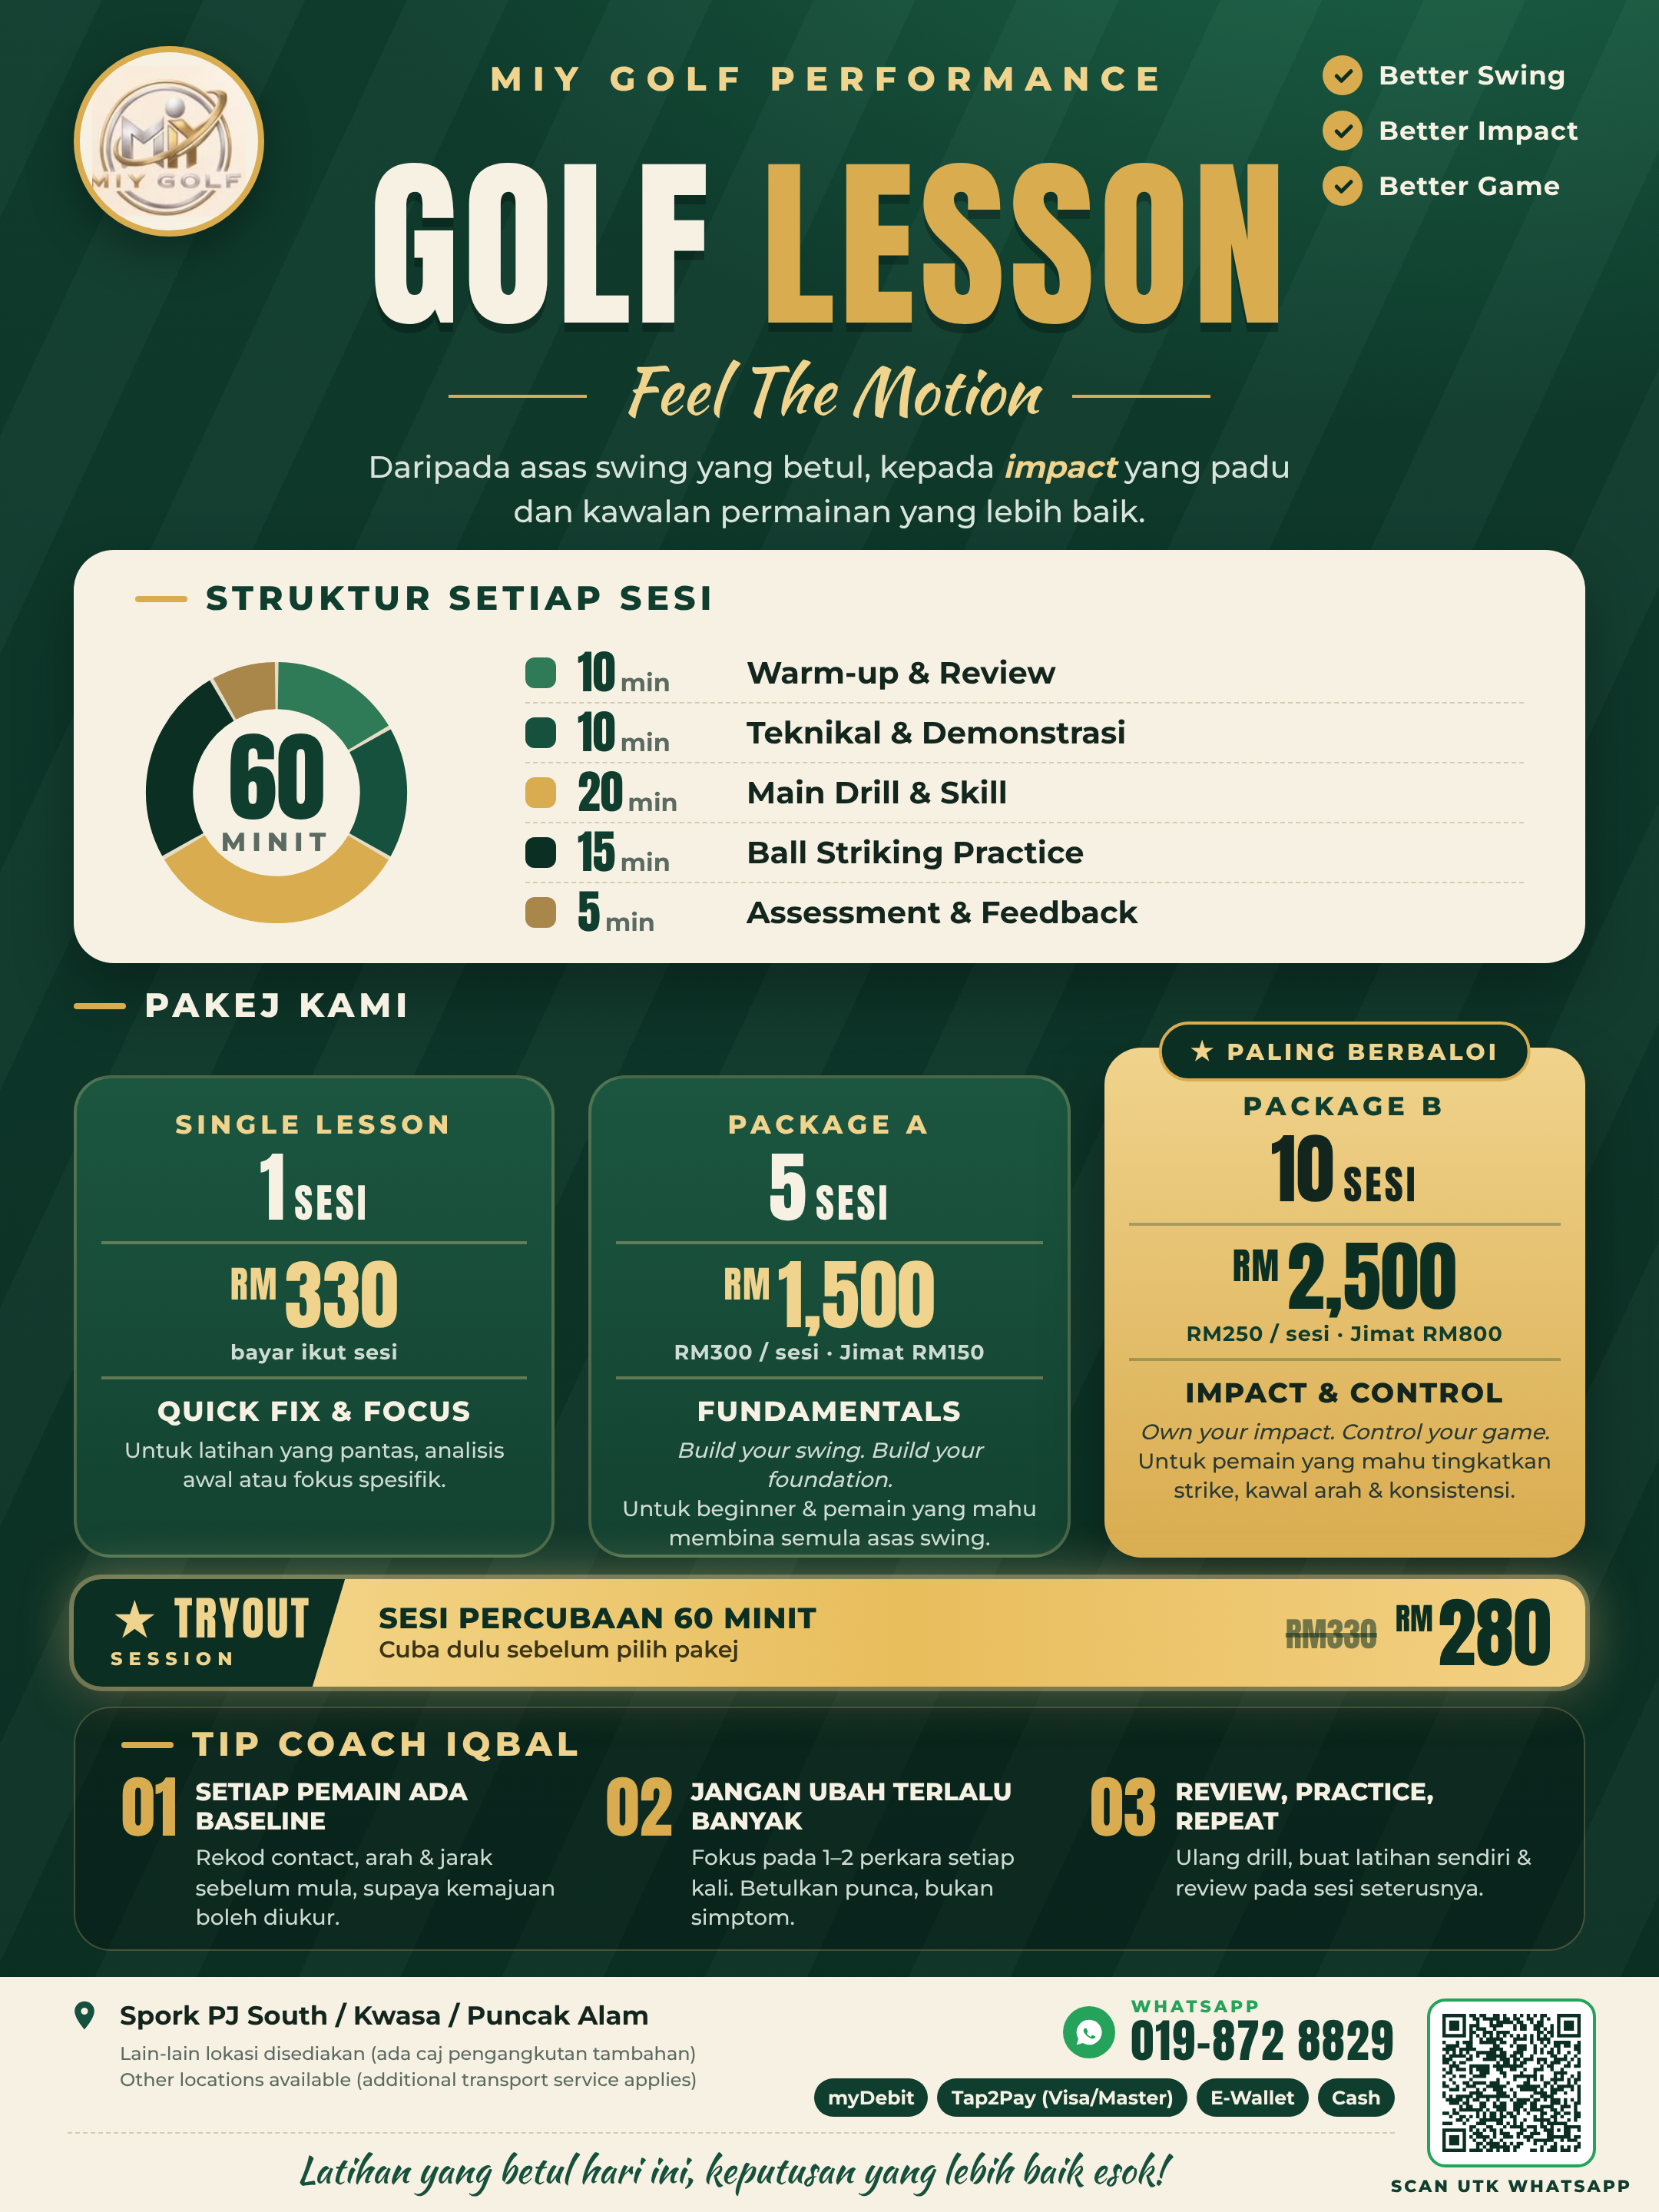 MIY GOLF
MIY GOLF PERFORMANCE
Better Swing
Better Impact
Better Game
GOLF LESSON
Feel The Motion
Daripada asas swing yang betul, kepada impact yang padu
dan kawalan permainan yang lebih baik.
STRUKTUR SETIAP SESI
60
MINIT
10 min Warm-up & Review
10 min Teknikal & Demonstrasi
20 min Main Drill & Skill
15 min Ball Striking Practice
5 min Assessment & Feedback
PAKEJ KAMI
SINGLE LESSON
1 SESI
RM 330
bayar ikut sesi
QUICK FIX & FOCUS
Untuk latihan yang pantas, analisis
awal atau fokus spesifik.
PACKAGE A
5 SESI
RM 1,500
RM300 / sesi · Jimat RM150
FUNDAMENTALS
Build your swing. Build your
foundation.
Untuk beginner & pemain yang mahu
membina semula asas swing.
★ PALING BERBALOI
PACKAGE B
10 SESI
RM 2,500
RM250 / sesi · Jimat RM800
IMPACT & CONTROL
Own your impact. Control your game.
Untuk pemain yang mahu tingkatkan
strike, kawal arah & konsistensi.
★ TRYOUT
SESSION
SESI PERCUBAAN 60 MINIT
Cuba dulu sebelum pilih pakej
RM330 RM 280
TIP COACH IQBAL
01 SETIAP PEMAIN ADA
BASELINE
Rekod contact, arah & jarak
sebelum mula, supaya kemajuan
boleh diukur.
02 JANGAN UBAH TERLALU
BANYAK
Fokus pada 1–2 perkara setiap
kali. Betulkan punca, bukan
simptom.
03 REVIEW, PRACTICE,
REPEAT
Ulang drill, buat latihan sendiri &
review pada sesi seterusnya.
Spork PJ South / Kwasa / Puncak Alam
Lain-lain lokasi disediakan (ada caj pengangkutan tambahan)
Other locations available (additional transport service applies)
WHATSAPP
019-872 8829
myDebit Tap2Pay (Visa/Master) E-Wallet Cash
Latihan yang betul hari ini, keputusan yang lebih baik esok!
SCAN UTK WHATSAPP